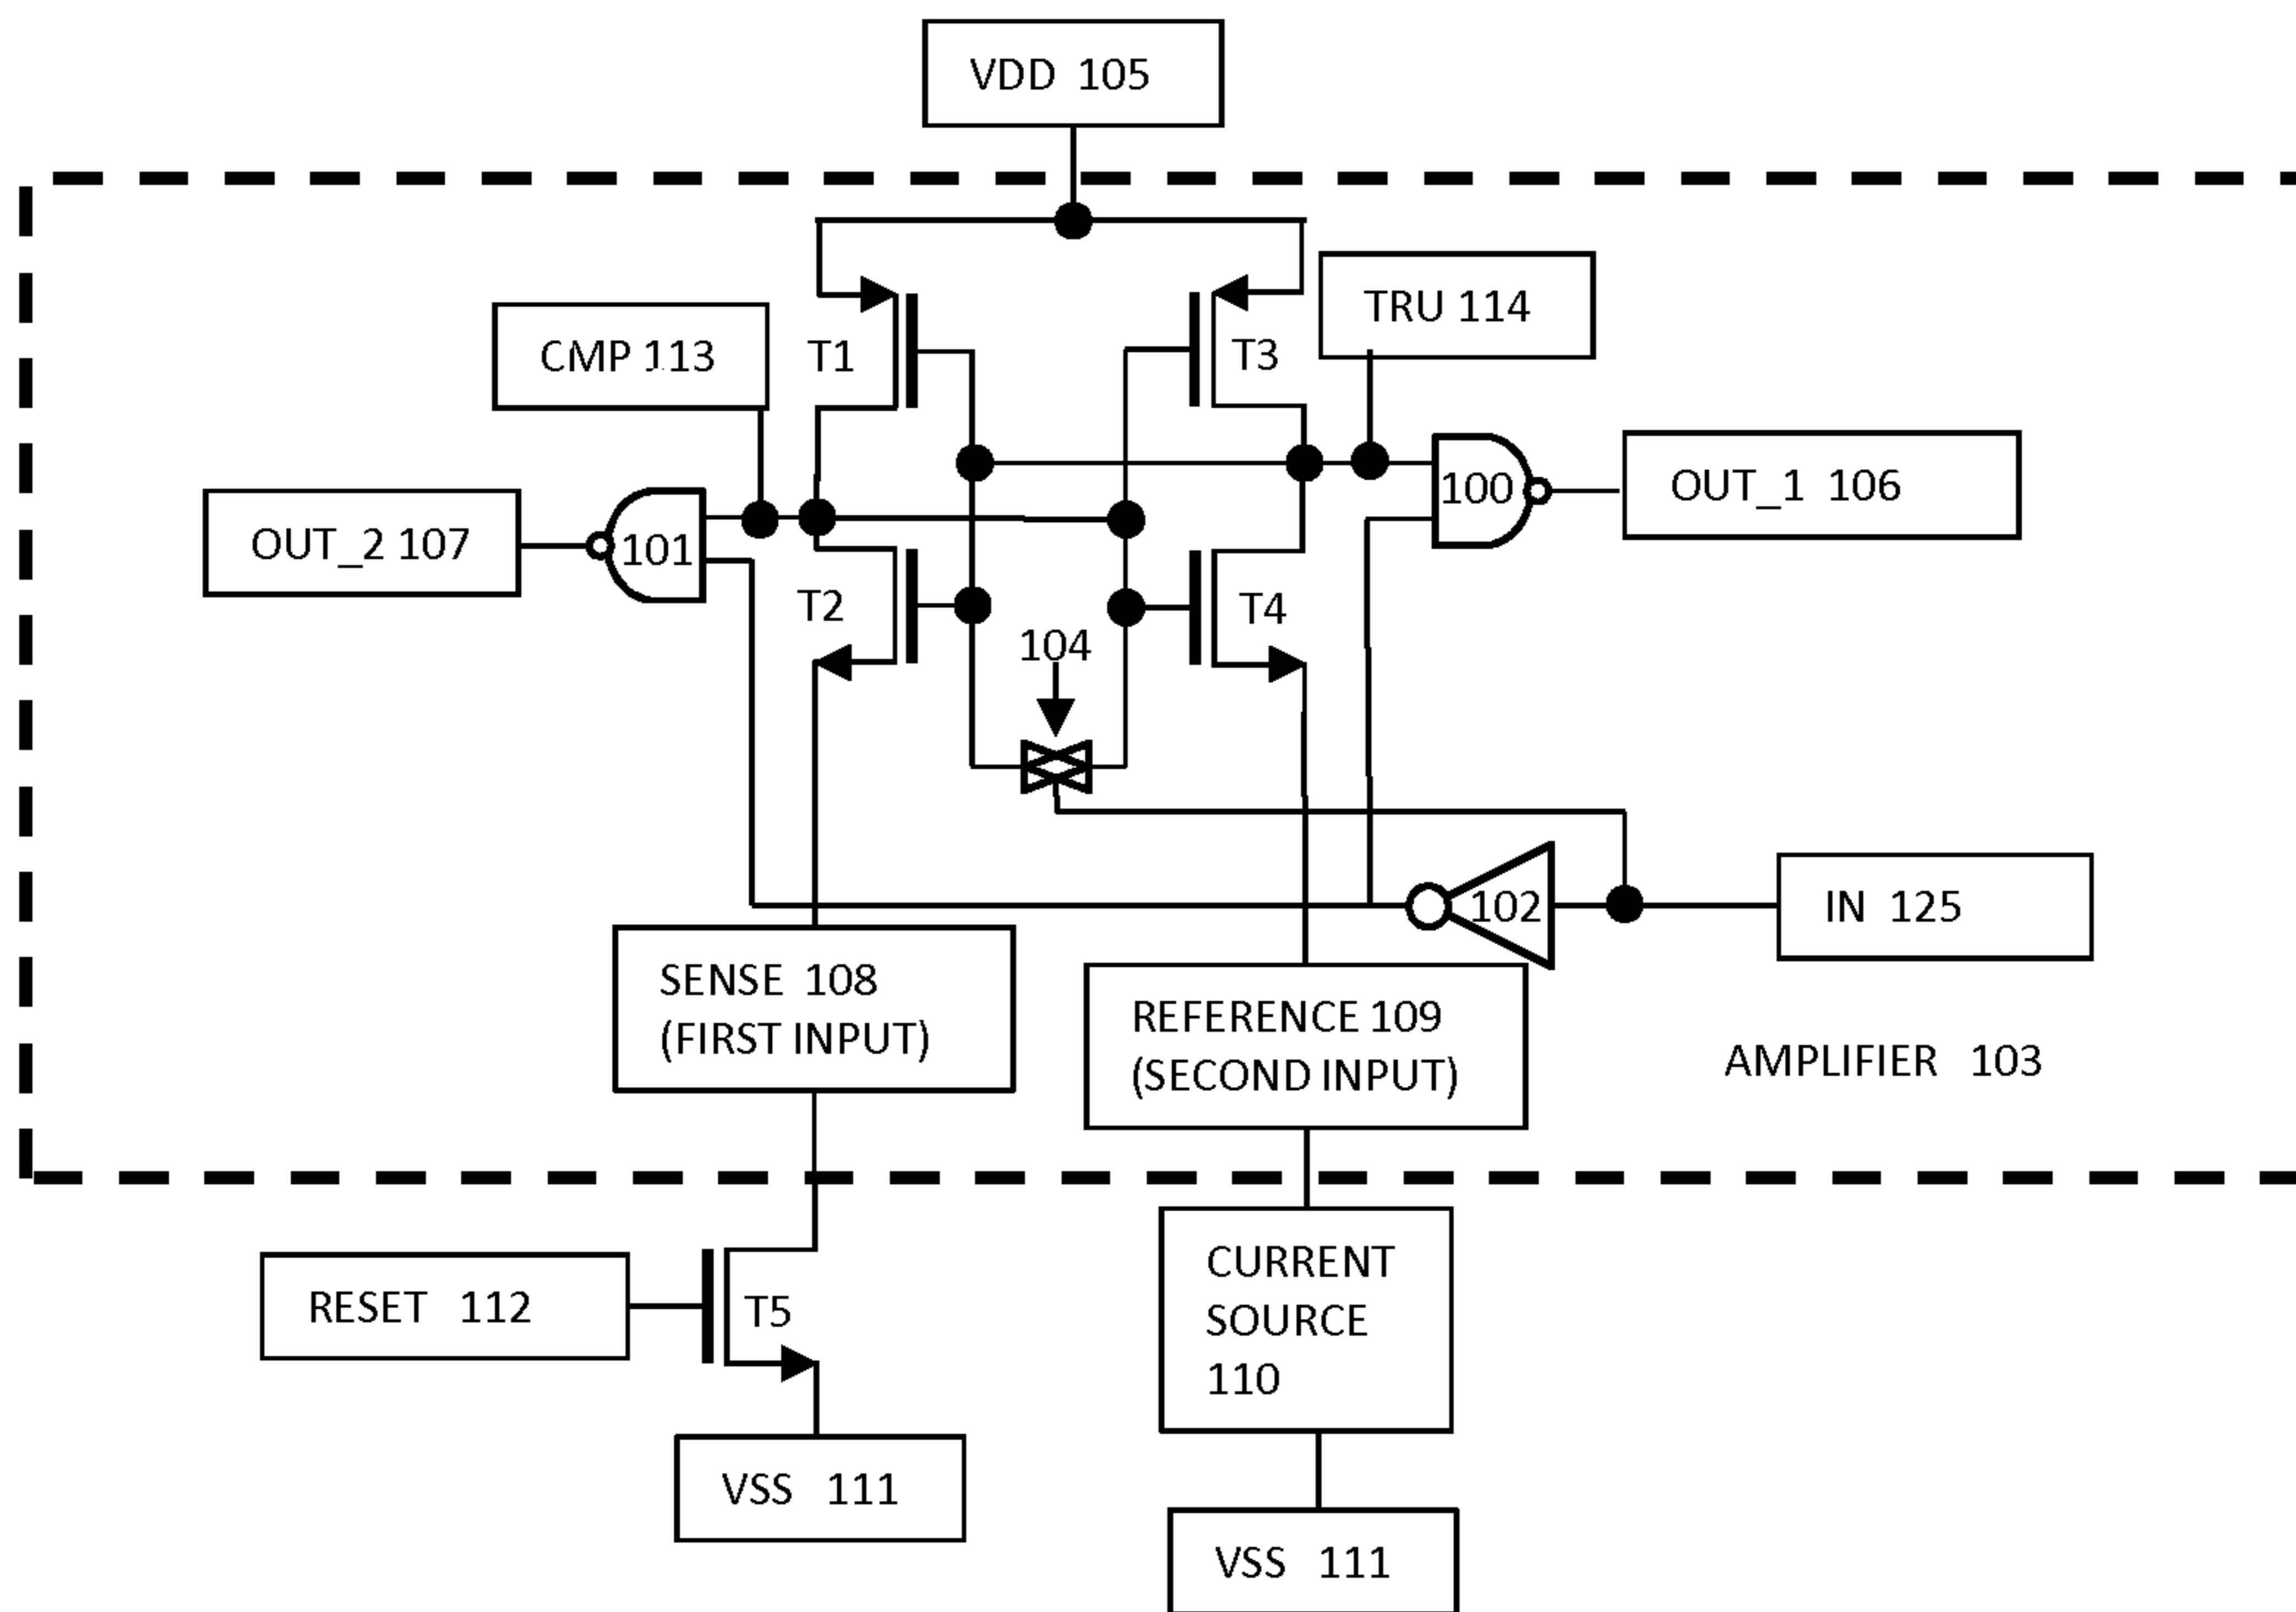 VDD 105
CMP 113
T1
T3
TRU 114
OUT_2 107
101
T2
104
T4
100
OUT_1 106
102
IN 125
SENSE 108
(FIRST INPUT)
REFERENCE 109
(SECOND INPUT)
AMPLIFIER 103
RESET 112
T5
CURRENT
SOURCE
110
VSS 111
VSS 111